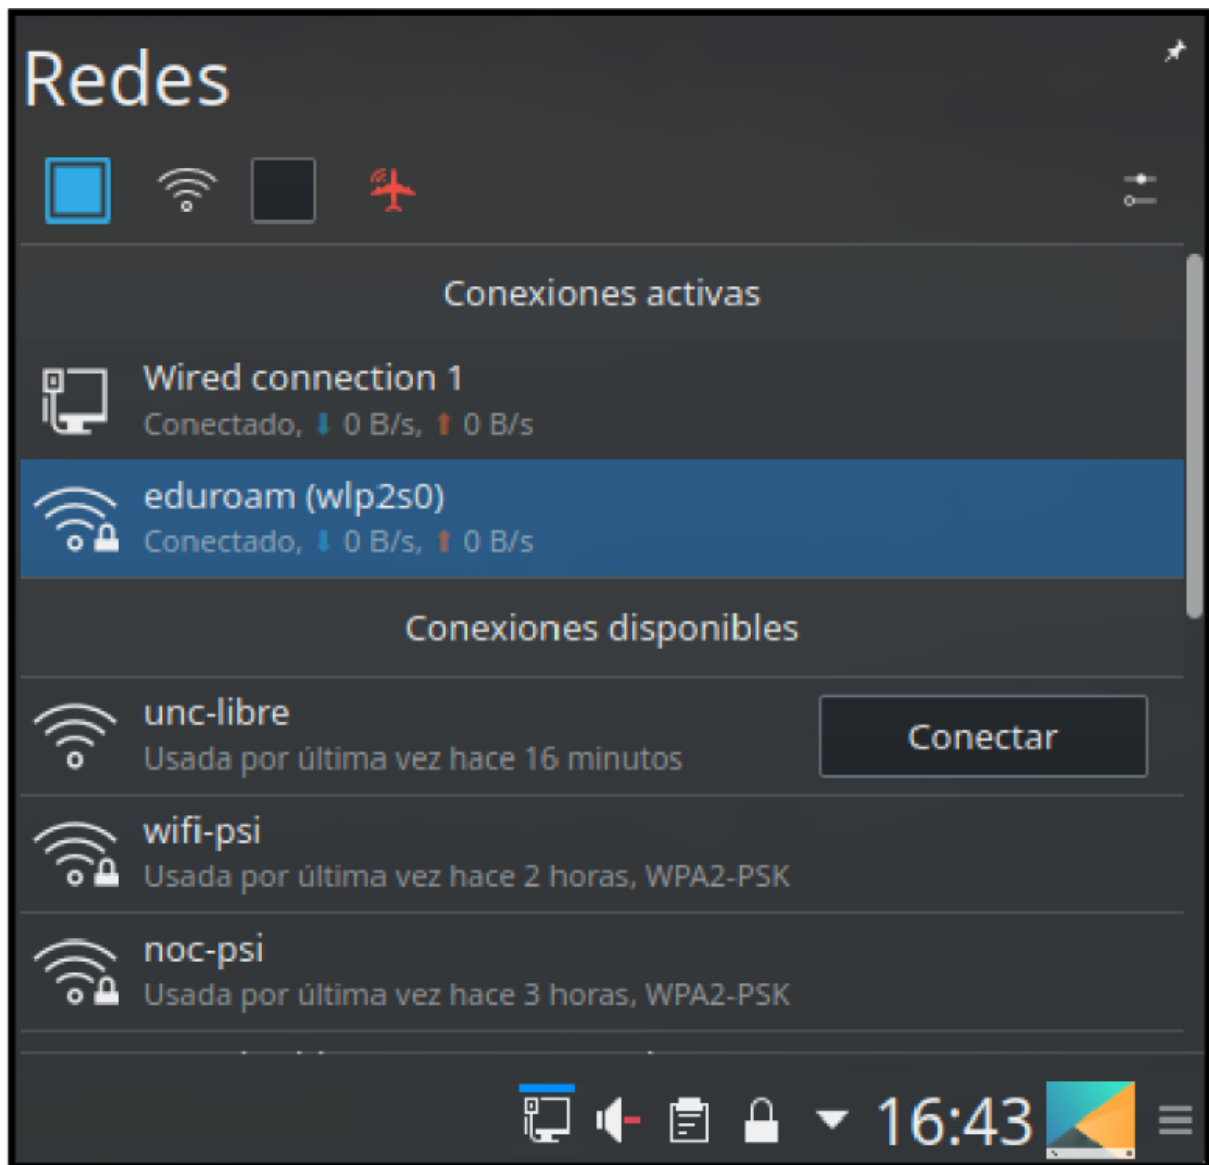 Redes
Conexiones activas
Wired connection 1
Conectado, ⬇ 0 B/s, ⬆ 0 B/s
eduroam (wlp2s0)
Conectado, ⬇ 0 B/s, ⬆ 0 B/s
Conexiones disponibles
unc-libre
Usada por última vez hace 16 minutos
Conectar
wifi-psi
Usada por última vez hace 2 horas, WPA2-PSK
noc-psi
Usada por última vez hace 3 horas, WPA2-PSK
16:43